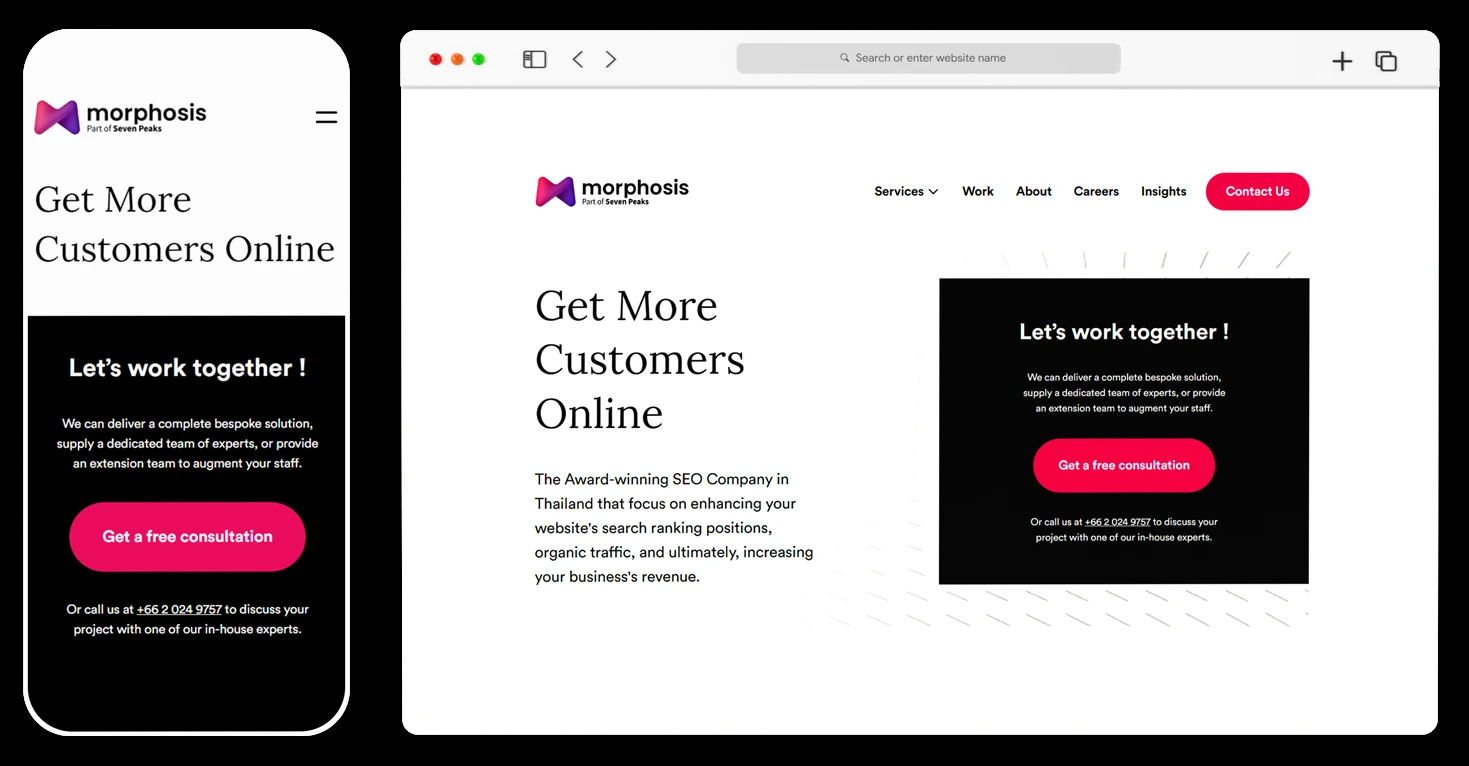 morphosis
Part of Seven Peaks
Get More
Customers Online
Let’s work together !
We can deliver a complete bespoke solution,
supply a dedicated team of experts, or provide
an extension team to augment your staff.
Get a free consultation
Or call us at +66 2 024 9757 to discuss your
project with one of our in-house experts.
Search or enter website name
morphosis
Part of Seven Peaks
Services Work About Careers Insights Contact Us
Get More
Customers
Online
The Award-winning SEO Company in
Thailand that focus on enhancing your
website's search ranking positions,
organic traffic, and ultimately, increasing
your business's revenue.
Let’s work together !
We can deliver a complete bespoke solution,
supply a dedicated team of experts, or provide
an extension team to augment your staff.
Get a free consultation
Or call us at +66 2 024 9757 to discuss your
project with one of our in-house experts.